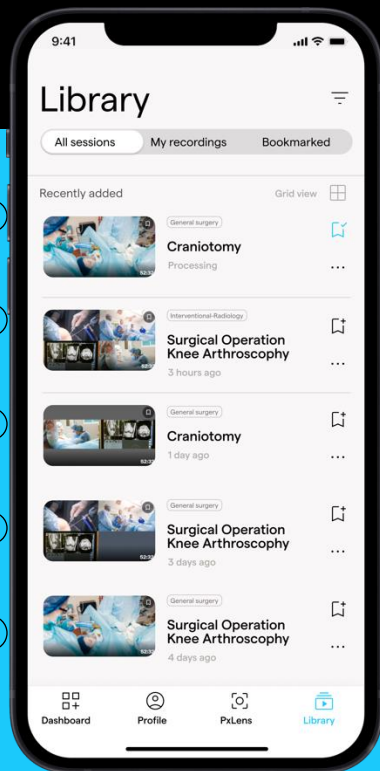 9:41
Library
All sessions My recordings Bookmarked
Recently added Grid view
General surgery
Craniotomy
Processing
52:32
Interventional-Radiology
Surgical Operation
Knee Arthroscopy
3 hours ago
52:32
General surgery
Craniotomy
1 day ago
52:32
General surgery
Surgical Operation
Knee Arthroscopy
3 days ago
52:32
General surgery
Surgical Operation
Knee Arthroscopy
4 days ago
52:32
Dashboard Profile PxLens Library